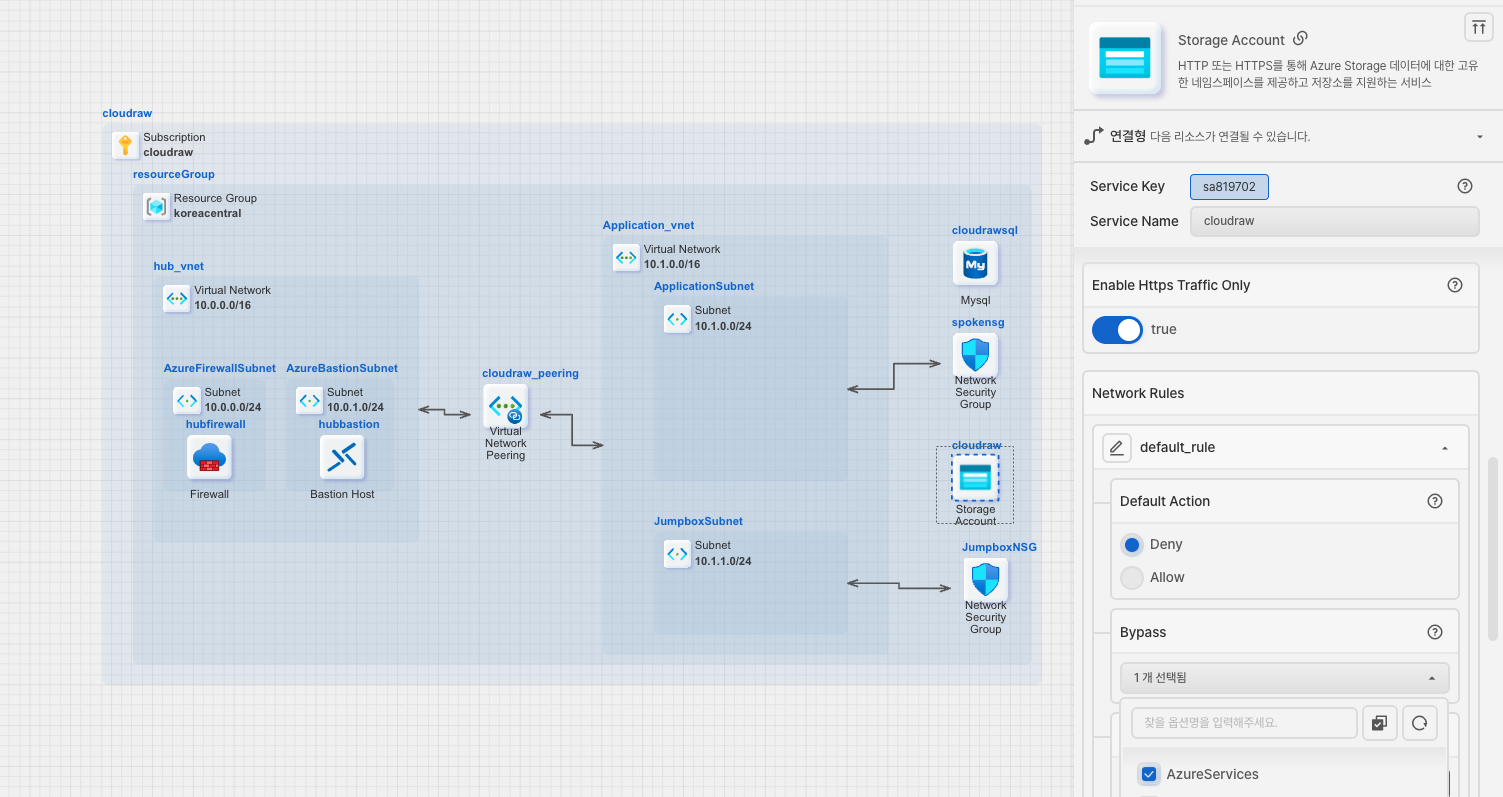 cloudraw
Subscription
cloudraw
resourceGroup
Resource Group
koreacentral
hub_vnet
Virtual Network
10.0.0.0/16
AzureFirewallSubnet
Subnet
10.0.0.0/24
hubfirewall
Firewall
AzureBastionSubnet
Subnet
10.0.1.0/24
hubbastion
Bastion Host
cloudraw_peering
Virtual
Network
Peering
Application_vnet
Virtual Network
10.1.0.0/16
ApplicationSubnet
Subnet
10.1.0.0/24
JumpboxSubnet
Subnet
10.1.1.0/24
cloudrawsql
My
Mysql
spokensg
Network
Security
Group
cloudraw
Storage
Account
JumpboxNSG
Network
Security
Group
Storage Account
HTTP 또는 HTTPS를 통해 Azure Storage 데이터에 대한 고유
한 네임스페이스를 제공하고 저장소를 지원하는 서비스
연결형 다음 리소스가 연결될 수 있습니다.
Service Key
sa819702
Service Name
cloudraw
Enable Https Traffic Only
true
Network Rules
default_rule
Default Action
Deny
Allow
Bypass
1 개 선택됨
찾을 옵션명을 입력해주세요.
AzureServices